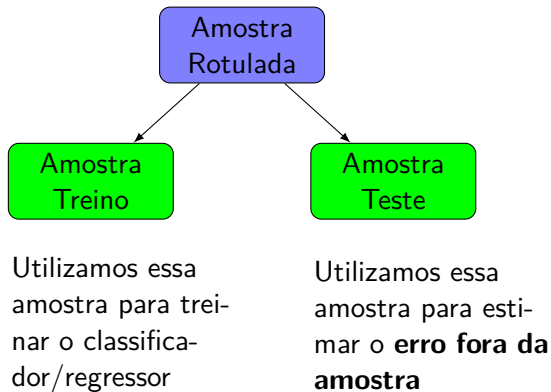 Amostra
Rotulada
Amostra
Treino
Amostra
Teste
Utilizamos essa
amostra para trei-
nar o classifica-
dor/regressor
Utilizamos essa
amostra para esti-
mar o erro fora da
amostra